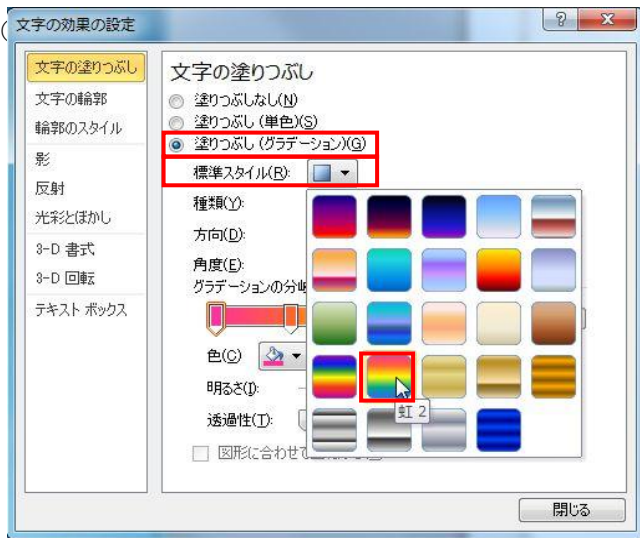 文字の効果の設定
文字の塗りつぶし
文字の輪郭
輪郭のスタイル
影
反射
光彩とぼかし
3-D 書式
3-D 回転
テキスト ボックス
文字の塗りつぶし
塗りつぶしなし(N)
塗りつぶし (単色)(S)
塗りつぶし (グラデーション)(G)
標準スタイル(R):
種類(Y):
方向(D):
角度(E):
グラデーションの分岐
色(C)
明るさ(I):
透過性(T):
図形に合わせて
虹 2
閉じる